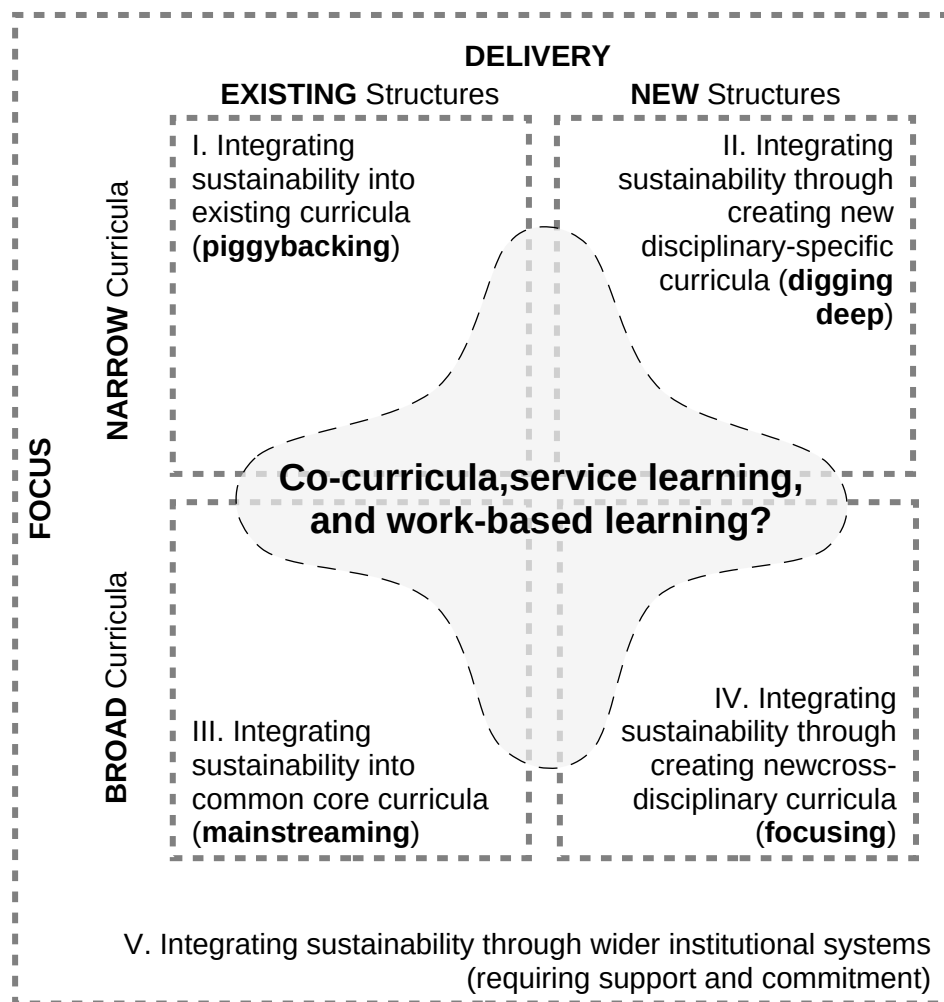 DELIVERY
EXISTING Structures
NEW Structures
FOCUS
NARROW Curricula
I. Integrating
sustainability into
existing curricula
(piggybacking)
II. Integrating
sustainability through
creating new
disciplinary-specific
curricula (digging
deep)
Co-curricula,service learning,
and work-based learning?
BROAD Curricula
III. Integrating
sustainability into
common core curricula
(mainstreaming)
IV. Integrating
sustainability through
creating newcross-
disciplinary curricula
(focusing)
V. Integrating sustainability through wider institutional systems
(requiring support and commitment)